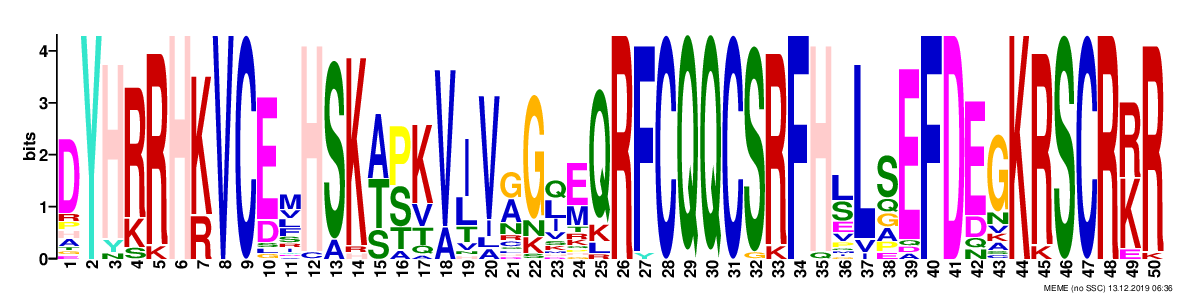 bits
4
3
2
1
0
DYHRRHKVCEMHSKAPKVIVGGQEQRFCQQCSRFHLLSEFDEGKRSCRRR
1 2 3 4 5 6 7 8 9 10 11 12 13 14 15 16 17 18 19 20 21 22 23 24 25 26 27 28 29 30 31 32 33 34 35 36 37 38 39 40 41 42 43 44 45 46 47 48 49 50
MEME (no SSC) 13.12.2019 06:36